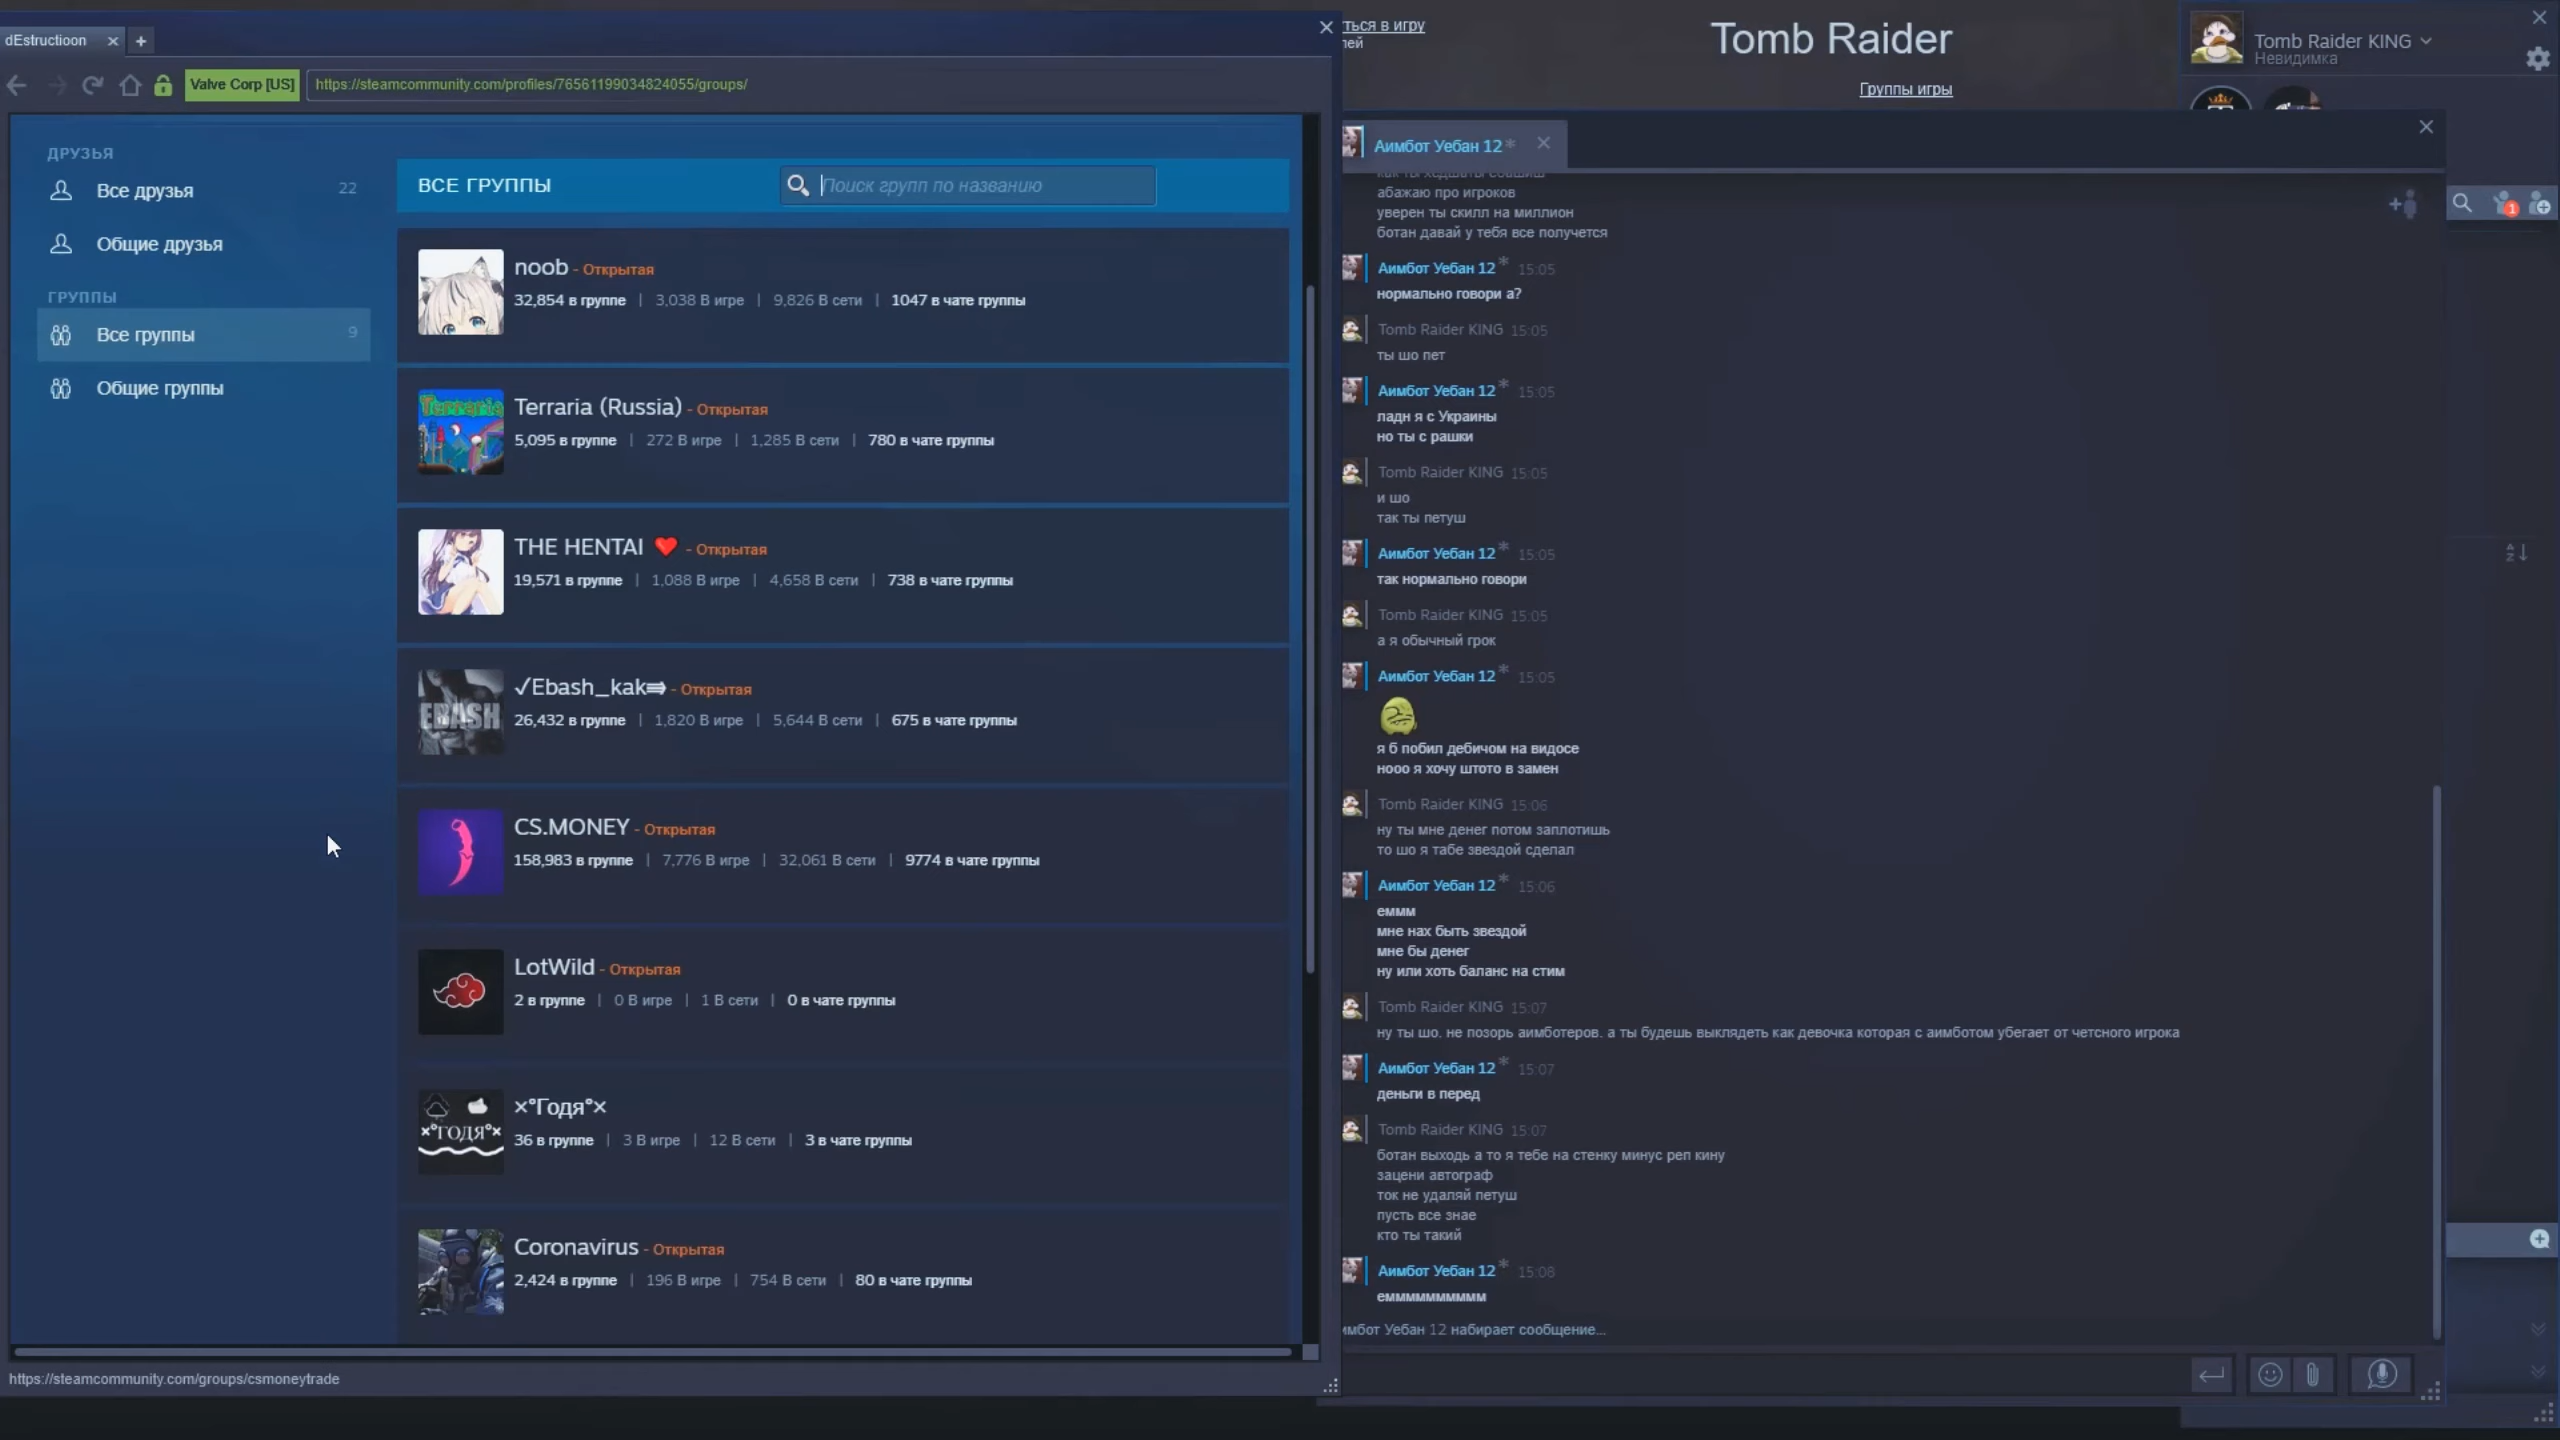 dEstructioon
Valve Corp [US]
https://steamcommunity.com/profiles/76561199034824055/groups/
ДРУЗЬЯ
Все друзья 22
Общие друзья
ГРУППЫ
Все группы 9
Общие группы
ВСЕ ГРУППЫ
Поиск групп по названию
noob - Открытая
32,854 в группе | 3,038 В игре | 9,826 В сети | 1047 в чате группы
Terraria (Russia) - Открытая
5,095 в группе | 272 В игре | 1,285 В сети | 780 в чате группы
THE HENTAI ❤ - Открытая
19,571 в группе | 1,088 В игре | 4,658 В сети | 738 в чате группы
EBASH
√Ebash_kak⇛ - Открытая
26,432 в группе | 1,820 В игре | 5,644 В сети | 675 в чате группы
CS.MONEY - Открытая
158,983 в группе | 7,776 В игре | 32,061 В сети | 9774 в чате группы
LotWild - Открытая
2 в группе | 0 В игре | 1 В сети | 0 в чате группы
×°ГОДЯ°×
×°Годя°×
36 в группе | 3 В игре | 12 В сети | 3 в чате группы
Coronavirus - Открытая
2,424 в группе | 196 В игре | 754 В сети | 80 в чате группы
https://steamcommunity.com/groups/csmoneytrade
ться в игру
лей
Tomb Raider
Группы игры
Tomb Raider KING
Невидимка
1
Аимбот Уебан 12*
абажаю про игроков
уверен ты скилл на миллион
ботан давай у тебя все получется
Аимбот Уебан 12* 15:05
нормально говори а?
Tomb Raider KING 15:05
ты шо пет
Аимбот Уебан 12* 15:05
ладн я с Украины
но ты с рашки
Tomb Raider KING 15:05
и шо
так ты петуш
Аимбот Уебан 12* 15:05
так нормально говори
Tomb Raider KING 15:05
а я обычный грок
Аимбот Уебан 12* 15:05
я б побил дебичом на видосе
нооо я хочу штото в замен
Tomb Raider KING 15:06
ну ты мне денег потом заплотишь
то шо я табе звездой сделал
Аимбот Уебан 12* 15:06
еммм
мне нах быть звездой
мне бы денег
ну или хоть баланс на стим
Tomb Raider KING 15:07
ну ты шо. не позорь аимботеров. а ты будешь выклядеть как девочка которая с аимботом убегает от четсного игрока
Аимбот Уебан 12* 15:07
деньги в перед
Tomb Raider KING 15:07
ботан выходь а то я тебе на стенку минус реп кину
зацени автограф
ток не удаляй петуш
пусть все знае
кто ты такий
Аимбот Уебан 12* 15:08
еммммммммм
имбот Уебан 12 набирает сообщение...